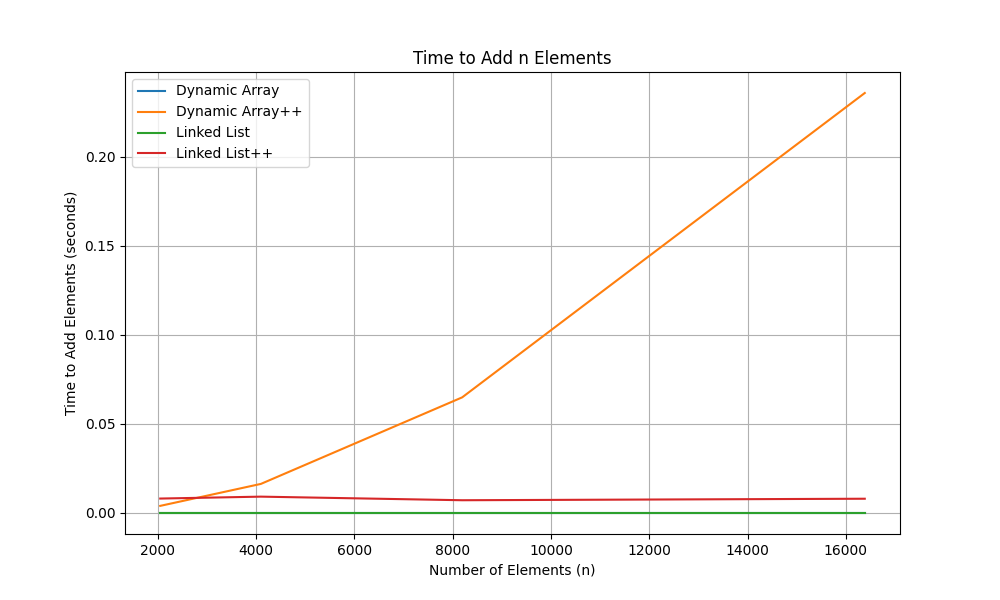 Time to Add n Elements
Dynamic Array
Dynamic Array++
Linked List
Linked List++
Time to Add Elements (seconds)
0.20
0.15
0.10
0.05
0.00
2000 4000 6000 8000 10000 12000 14000 16000
Number of Elements (n)